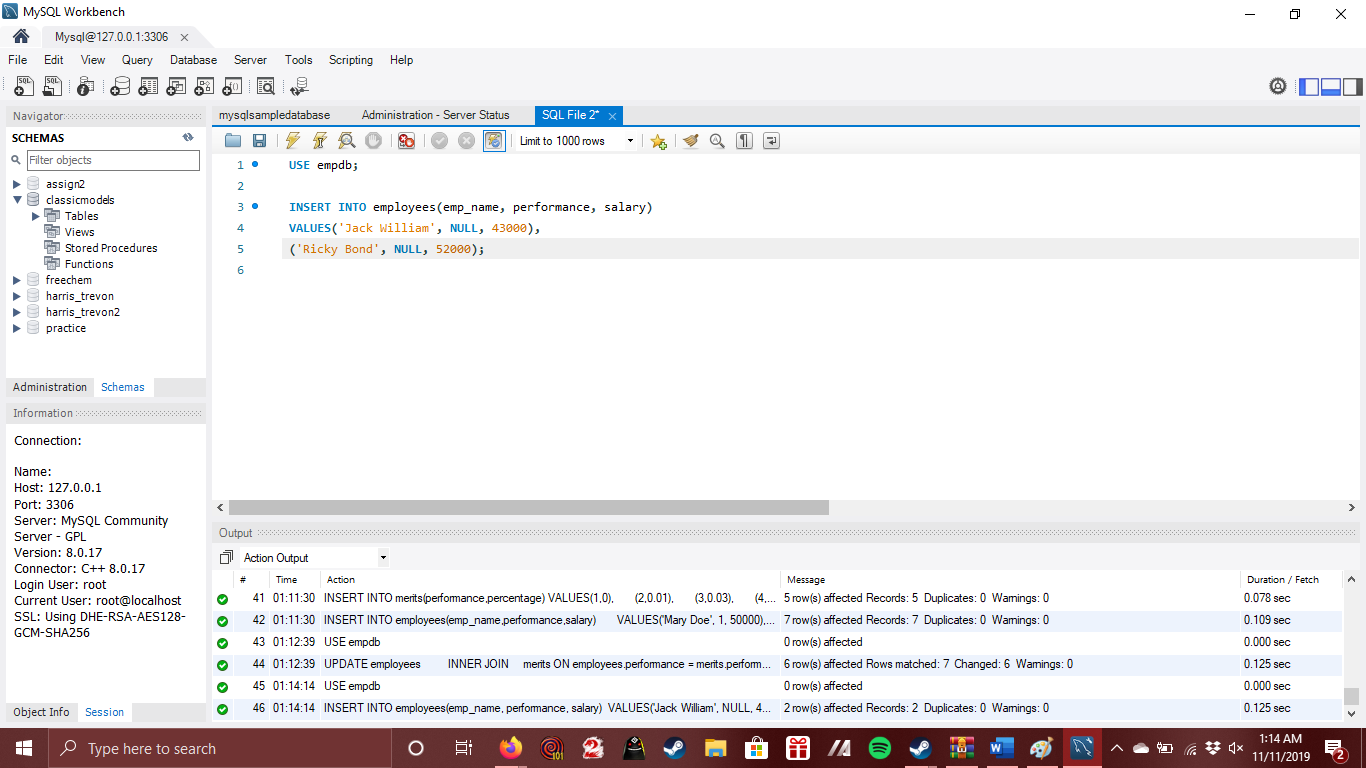 MySQL Workbench
Mysql@127.0.0.1:3306
File Edit View Query Database Server Tools Scripting Help
Navigator
SCHEMAS
Filter objects
assign2
classicmodels
Tables
Views
Stored Procedures
Functions
freechem
harris_trevon
harris_trevon2
practice
Administration Schemas
Information
Connection:
Name:
Host: 127.0.0.1
Port: 3306
Server: MySQL Community
Server - GPL
Version: 8.0.17
Connector: C++ 8.0.17
Login User: root
Current User: root@localhost
SSL: Using DHE-RSA-AES128-
GCM-SHA256
Object Info Session
mysqlsampledatabase Administration - Server Status SQL File 2*
Limit to 1000 rows
1 USE empdb;
2
3 INSERT INTO employees(emp_name, performance, salary)
4 VALUES('Jack William', NULL, 43000),
5 ('Ricky Bond', NULL, 52000);
6
Output
Action Output
# Time Action Message Duration / Fetch
41 01:11:30 INSERT INTO merits(performance,percentage) VALUES(1,0), (2,0.01), (3,0.03), (4,... 5 row(s) affected Records: 5 Duplicates: 0 Warnings: 0 0.078 sec
42 01:11:30 INSERT INTO employees(emp_name,performance,salary) VALUES('Mary Doe', 1, 50000),... 7 row(s) affected Records: 7 Duplicates: 0 Warnings: 0 0.109 sec
43 01:12:39 USE empdb 0 row(s) affected 0.000 sec
44 01:12:39 UPDATE employees INNER JOIN merits ON employees.performance = merits.perform... 6 row(s) affected Rows matched: 7 Changed: 6 Warnings: 0 0.125 sec
45 01:14:14 USE empdb 0 row(s) affected 0.000 sec
46 01:14:14 INSERT INTO employees(emp_name, performance, salary) VALUES('Jack William', NULL, 4... 2 row(s) affected Records: 2 Duplicates: 0 Warnings: 0 0.125 sec
Type here to search
1:14 AM
11/11/2019
2